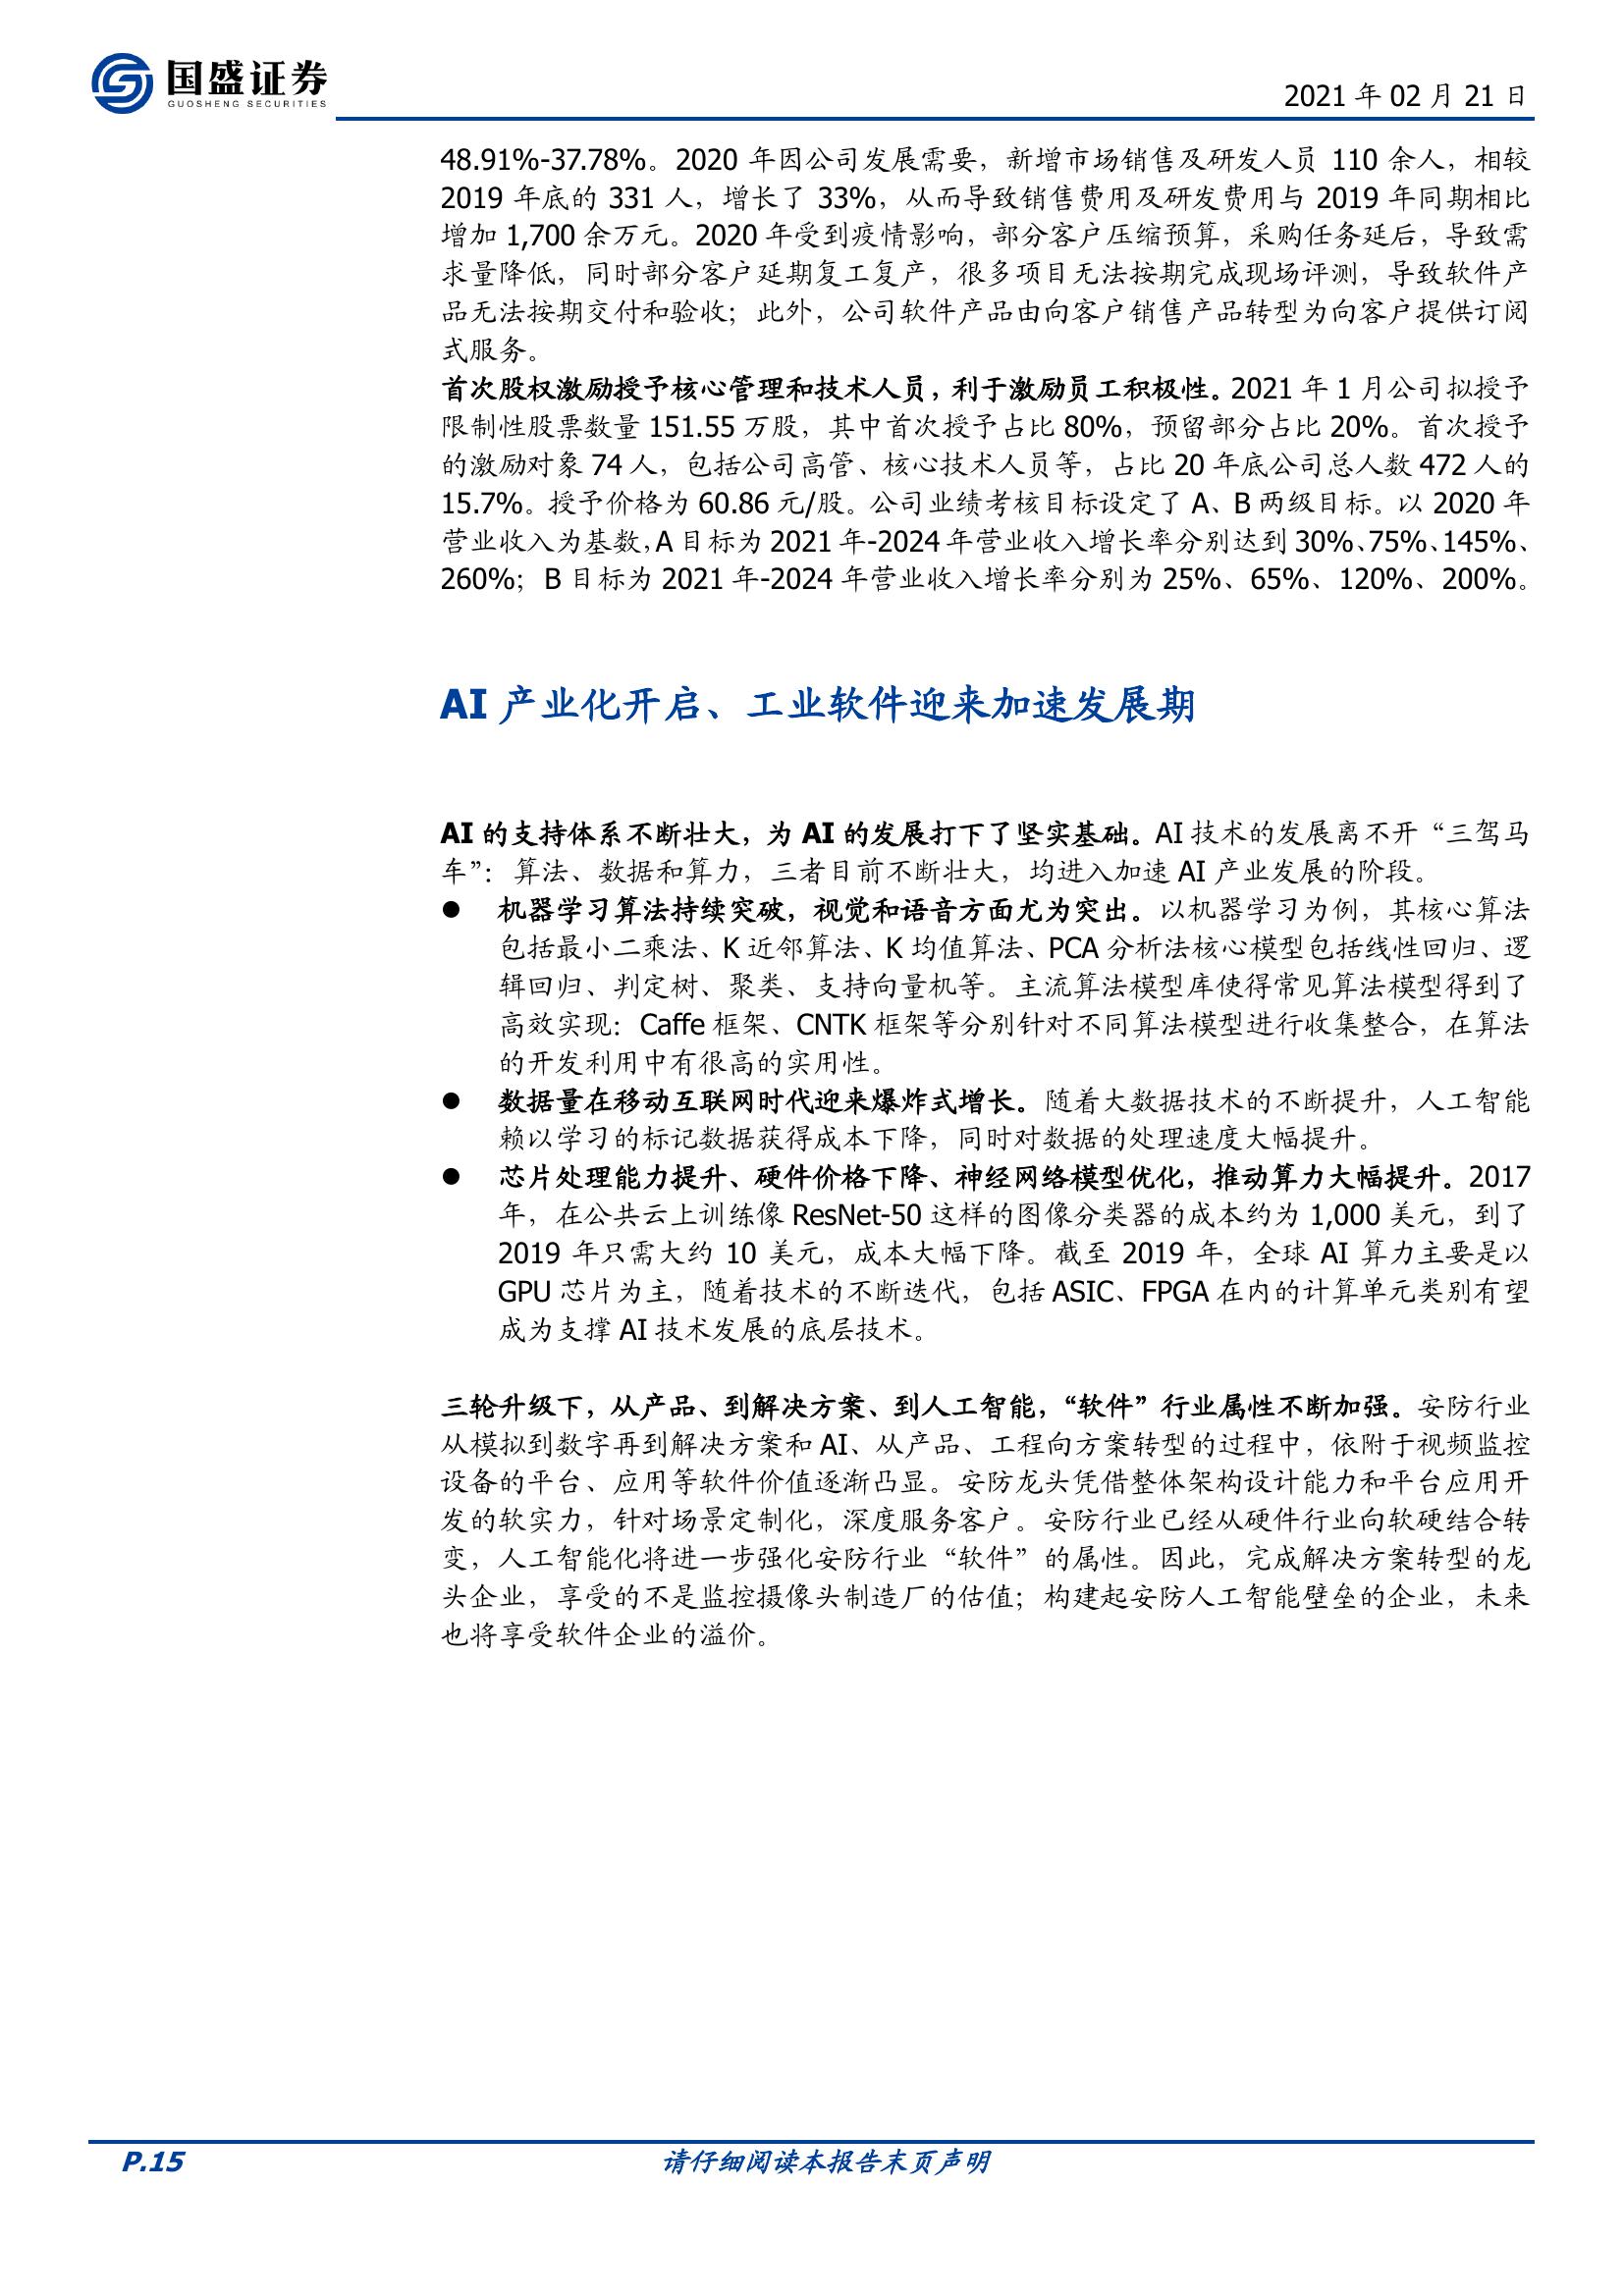 国盛证券
GUOSHENG SECURITIES
2021 年 02 月 21 日
48.91%-37.78%。2020 年因公司发展需要，新增市场销售及研发人员 110 余人，相较
2019 年底的 331 人，增长了 33%，从而导致销售费用及研发费用与 2019 年同期相比
增加 1,700 余万元。2020 年受到疫情影响，部分客户压缩预算，采购任务延后，导致需
求量降低，同时部分客户延期复工复产，很多项目无法按期完成现场评测，导致软件产
品无法按期交付和验收；此外，公司软件产品由向客户销售产品转型为向客户提供订阅
式服务。
首次股权激励授予核心管理和技术人员，利于激励员工积极性。2021 年 1 月公司拟授予
限制性股票数量 151.55 万股，其中首次授予占比 80%，预留部分占比 20%。首次授予
的激励对象 74 人，包括公司高管、核心技术人员等，占比 20 年底公司总人数 472 人的
15.7%。授予价格为 60.86 元/股。公司业绩考核目标设定了 A、B 两级目标。以 2020 年
营业收入为基数，A 目标为 2021 年-2024 年营业收入增长率分别达到 30%、75%、145%、
260%；B 目标为 2021 年-2024 年营业收入增长率分别为 25%、65%、120%、200%。
AI 产业化开启、工业软件迎来加速发展期
AI 的支持体系不断壮大，为 AI 的发展打下了坚实基础。AI 技术的发展离不开“三驾马
车”：算法、数据和算力，三者目前不断壮大，均进入加速 AI 产业发展的阶段。
● 机器学习算法持续突破，视觉和语音方面尤为突出。以机器学习为例，其核心算法
包括最小二乘法、K 近邻算法、K 均值算法、PCA 分析法核心模型包括线性回归、逻
辑回归、判定树、聚类、支持向量机等。主流算法模型库使得常见算法模型得到了
高效实现：Caffe 框架、CNTK 框架等分别针对不同算法模型进行收集整合，在算法
的开发利用中有很高的实用性。
● 数据量在移动互联网时代迎来爆炸式增长。随着大数据技术的不断提升，人工智能
赖以学习的标记数据获得成本下降，同时对数据的处理速度大幅提升。
● 芯片处理能力提升、硬件价格下降、神经网络模型优化，推动算力大幅提升。2017
年，在公共云上训练像 ResNet-50 这样的图像分类器的成本约为 1,000 美元，到了
2019 年只需大约 10 美元，成本大幅下降。截至 2019 年，全球 AI 算力主要是以
GPU 芯片为主，随着技术的不断迭代，包括 ASIC、FPGA 在内的计算单元类别有望
成为支撑 AI 技术发展的底层技术。
三轮升级下，从产品、到解决方案、到人工智能，“软件”行业属性不断加强。安防行业
从模拟到数字再到解决方案和 AI、从产品、工程向方案转型的过程中，依附于视频监控
设备的平台、应用等软件价值逐渐凸显。安防龙头凭借整体架构设计能力和平台应用开
发的软实力，针对场景定制化，深度服务客户。安防行业已经从硬件行业向软硬结合转
变，人工智能化将进一步强化安防行业“软件”的属性。因此，完成解决方案转型的龙
头企业，享受的不是监控摄像头制造厂的估值；构建起安防人工智能壁垒的企业，未来
也将享受软件企业的溢价。
P.15
请仔细阅读本报告末页声明